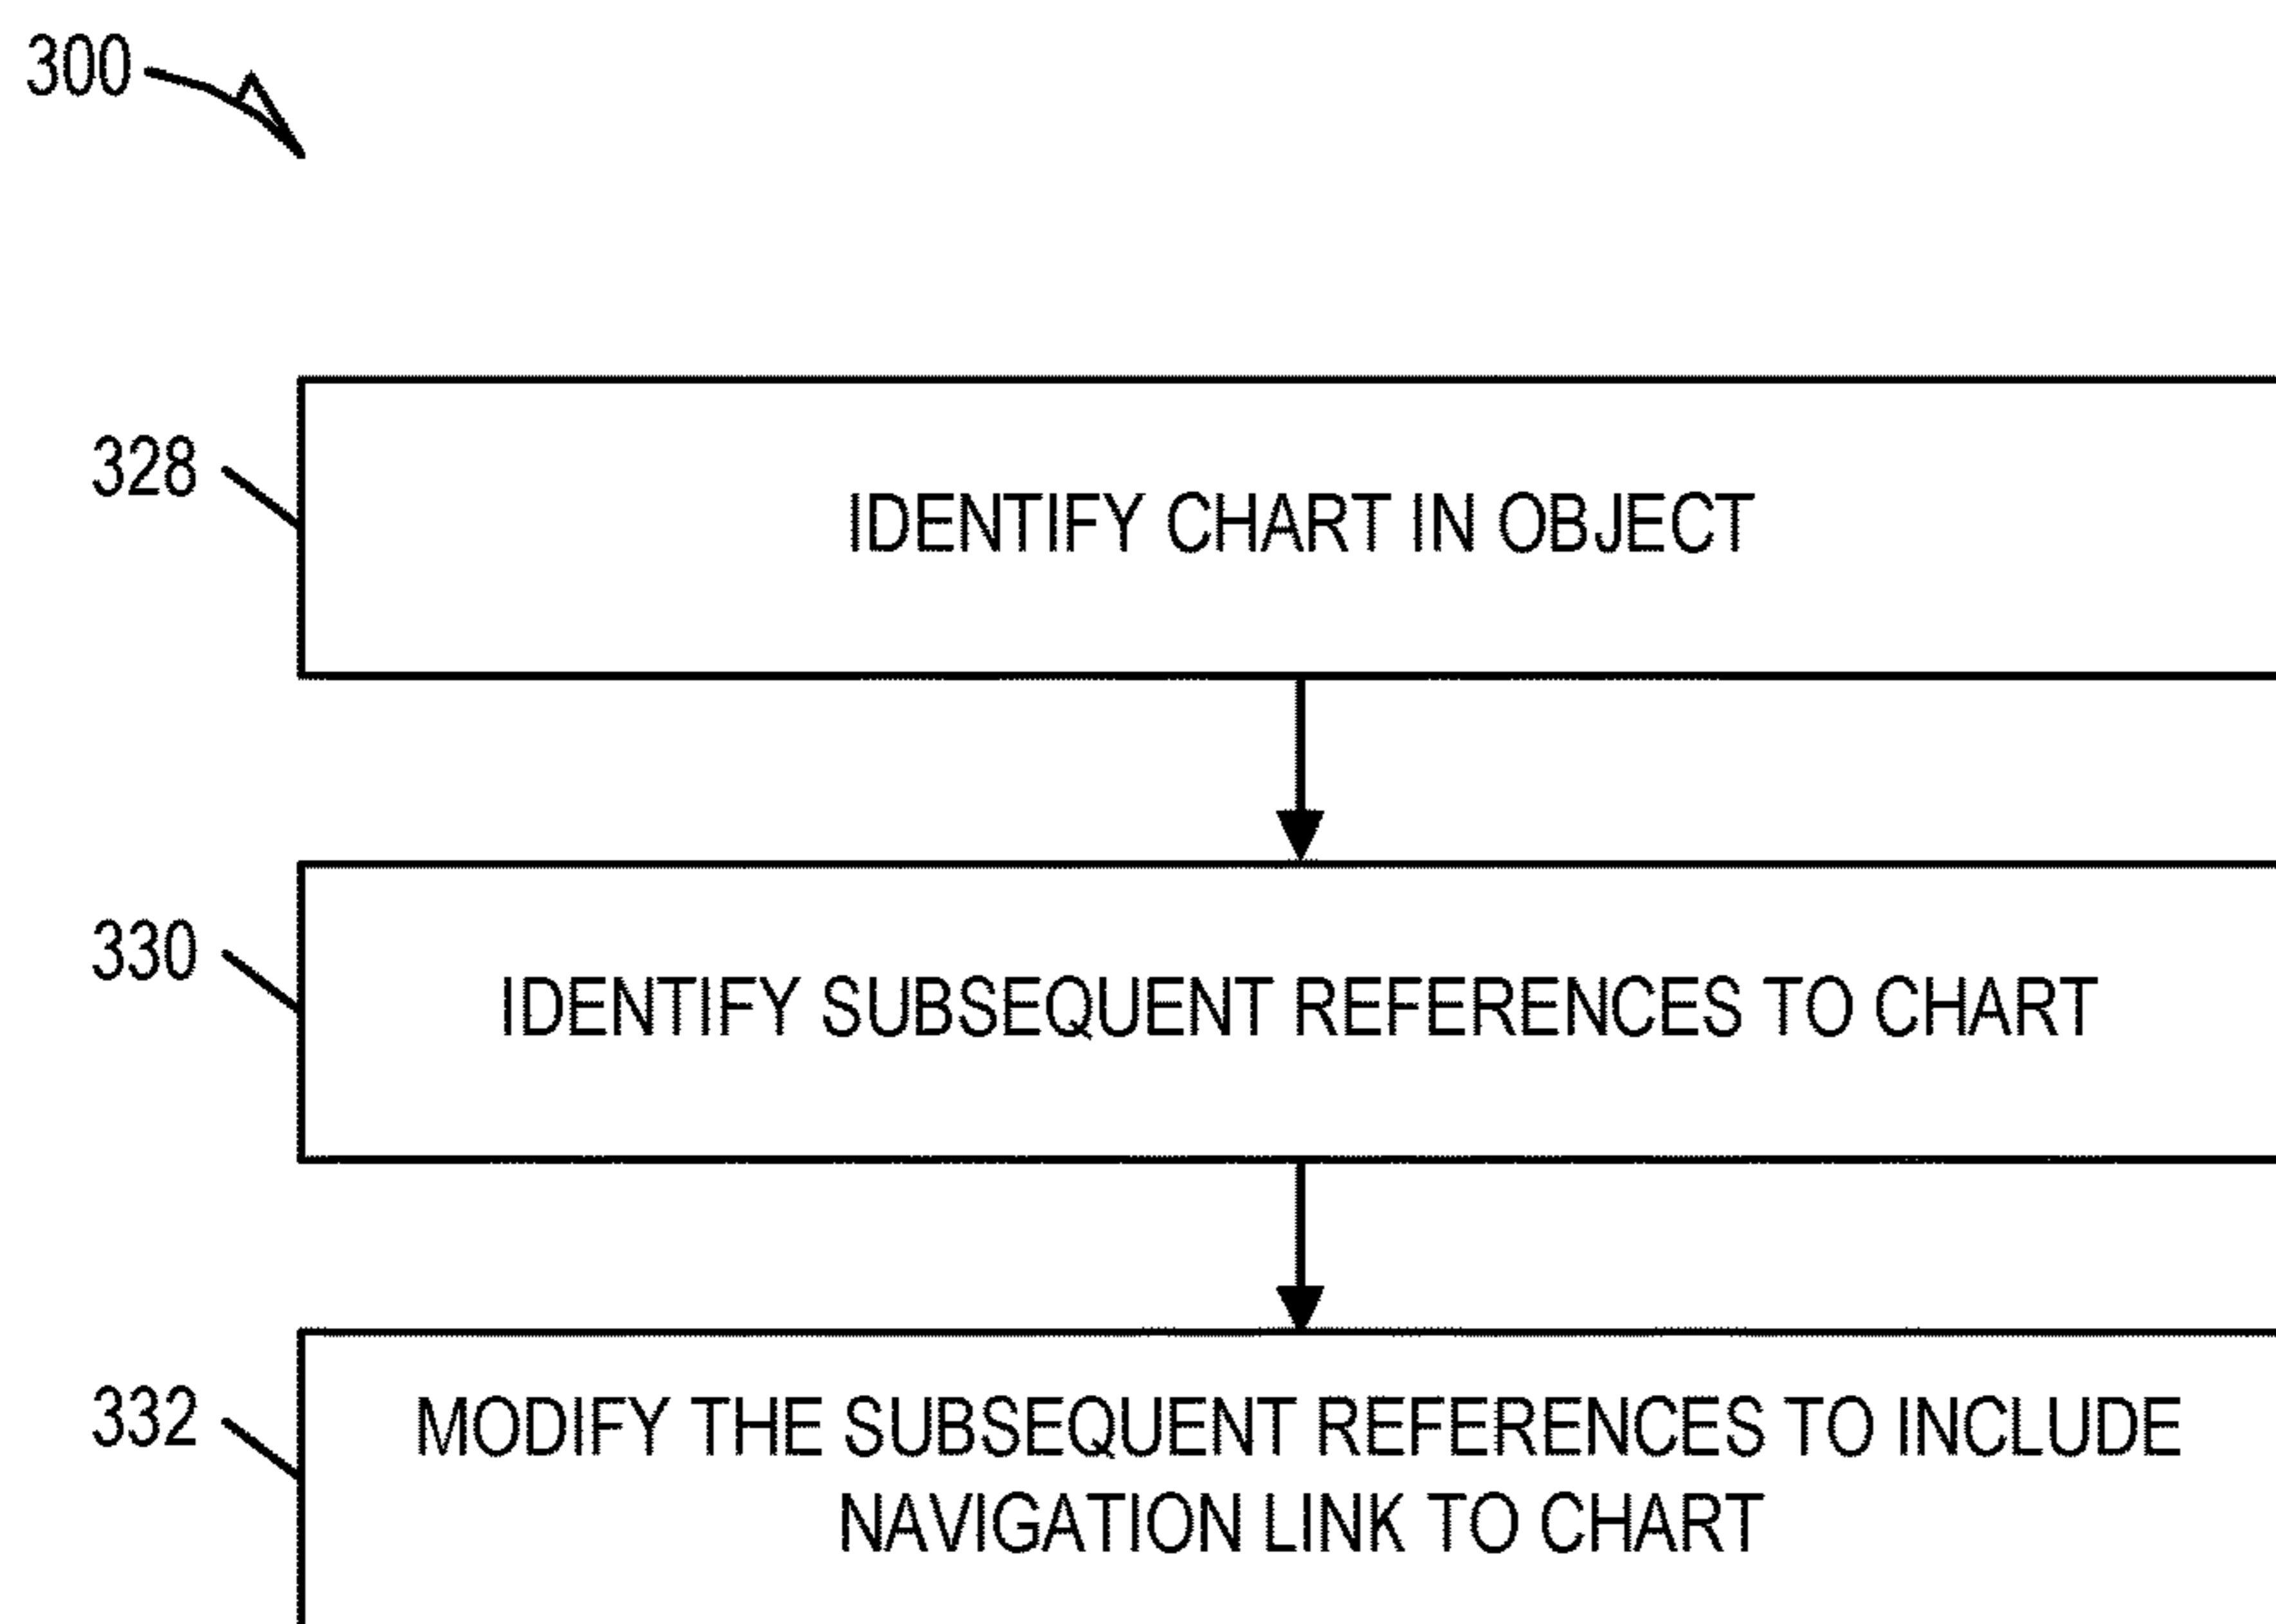 300
328
IDENTIFY CHART IN OBJECT
330
IDENTIFY SUBSEQUENT REFERENCES TO CHART
332
MODIFY THE SUBSEQUENT REFERENCES TO INCLUDE
NAVIGATION LINK TO CHART